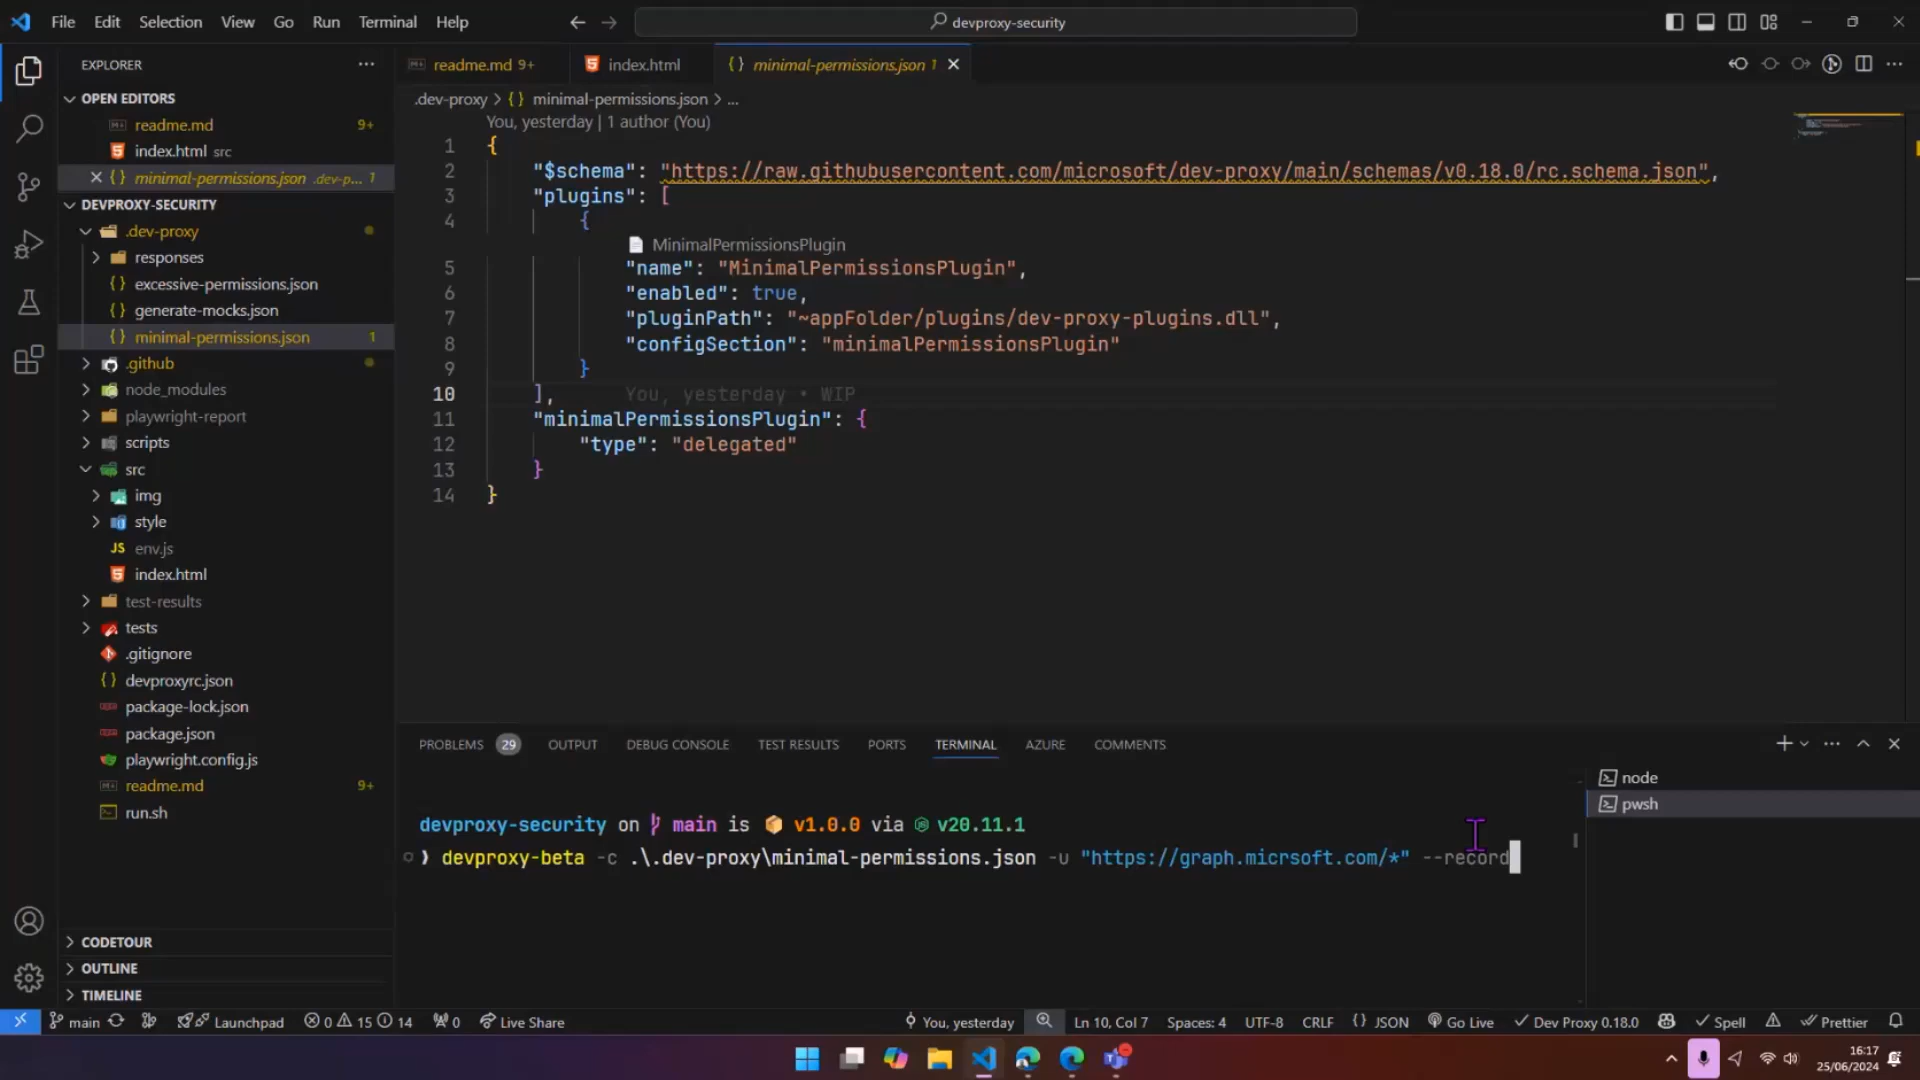 File Edit Selection View Go Run Terminal Help
devproxy-security
EXPLORER
OPEN EDITORS
readme.md 9+
index.html src
minimal-permissions.json .dev-p... 1
DEVPROXY-SECURITY
.dev-proxy
responses
excessive-permissions.json
generate-mocks.json
minimal-permissions.json 1
.github
node_modules
playwright-report
scripts
src
img
style
JS env.js
index.html
test-results
tests
.gitignore
devproxyrc.json
package-lock.json
package.json
playwright.config.js
readme.md 9+
run.sh
CODETOUR
OUTLINE
TIMELINE
readme.md 9+
index.html
{ } minimal-permissions.json 1
.dev-proxy > { } minimal-permissions.json > ...
You, yesterday | 1 author (You)
1 {
2 "$schema": "https://raw.githubusercontent.com/microsoft/dev-proxy/main/schemas/v0.18.0/rc.schema.json",
3 "plugins": [
4 {
MinimalPermissionsPlugin
5 "name": "MinimalPermissionsPlugin",
6 "enabled": true,
7 "pluginPath": "~appFolder/plugins/dev-proxy-plugins.dll",
8 "configSection": "minimalPermissionsPlugin"
9 }
10 ], You, yesterday • WIP
11 "minimalPermissionsPlugin": {
12 "type": "delegated"
13 }
14 }
PROBLEMS 29 OUTPUT DEBUG CONSOLE TEST RESULTS PORTS TERMINAL AZURE COMMENTS
devproxy-security on main is v1.0.0 via v20.11.1
❯ devproxy-beta -c .\.dev-proxy\minimal-permissions.json -u "https://graph.micrsoft.com/*" --record
node
pwsh
main Launchpad 0 15 14 0 Live Share
You, yesterday Ln 10, Col 7 Spaces: 4 UTF-8 CRLF { } JSON Go Live Dev Proxy 0.18.0 Spell Prettier
16:17
25/06/2024